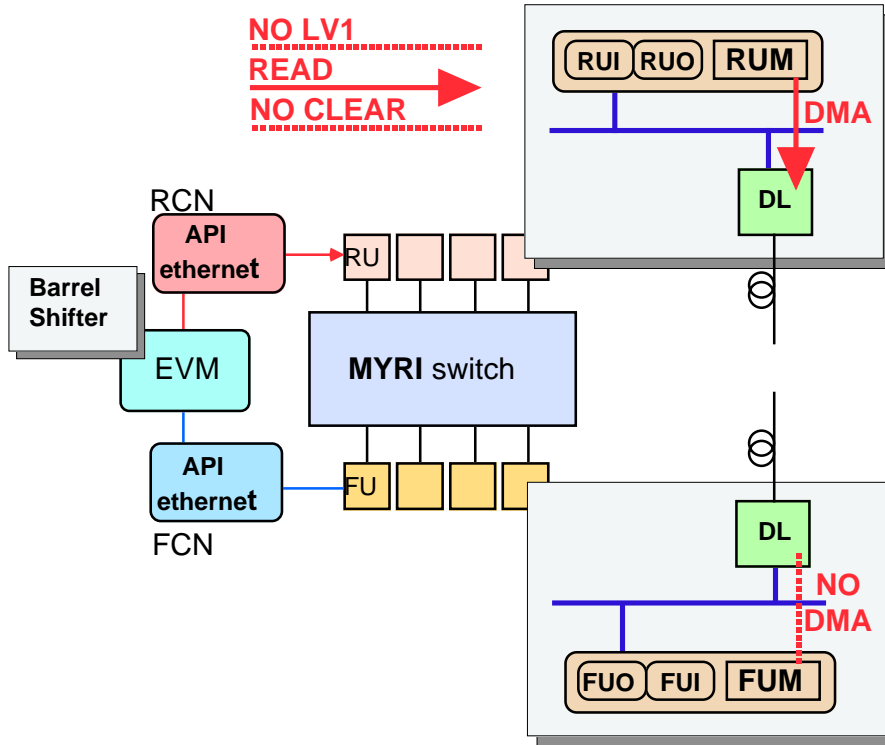 NO LV1
READ
NO CLEAR
RUI RUO RUM
DMA
DL
RCN
API
ethernet
RU
Barrel
Shifter
EVM
MYRI switch
API
ethernet
FU
FCN
DL
NO
DMA
FUO FUI FUM